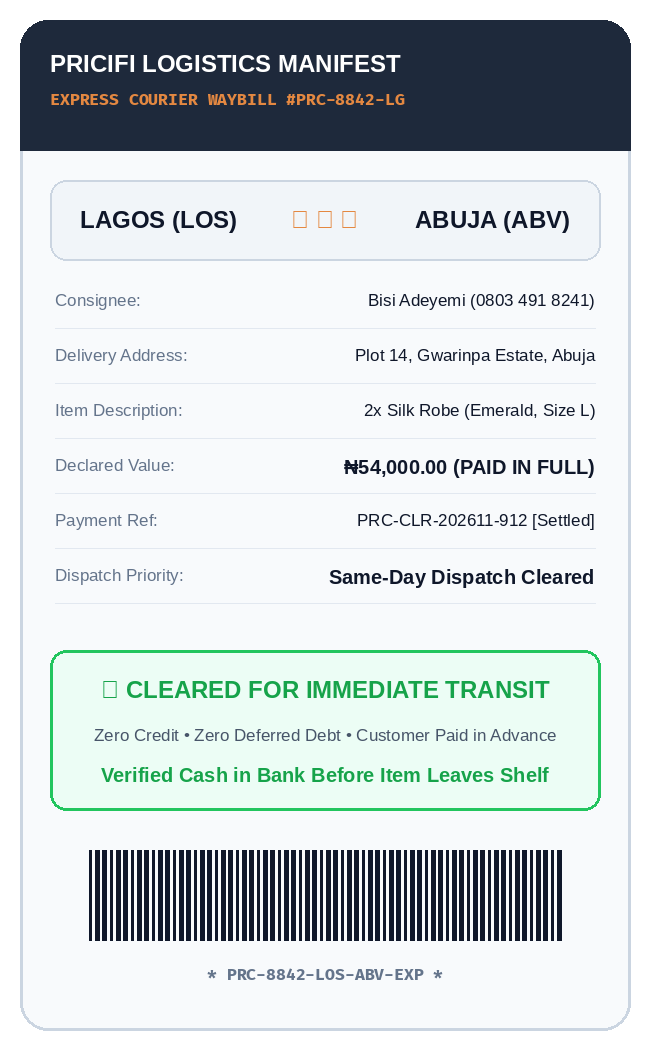 PRICIFI LOGISTICS MANIFEST
EXPRESS COURIER WAYBILL #PRC-8842-LG
LAGOS (LOS) ABUJA (ABV)
Consignee: Bisi Adeyemi (0803 491 8241)
Delivery Address: Plot 14, Gwarinpa Estate, Abuja
Item Description: 2x Silk Robe (Emerald, Size L)
Declared Value: ₦54,000.00 (PAID IN FULL)
Payment Ref: PRC-CLR-202611-912 [Settled]
Dispatch Priority: Same-Day Dispatch Cleared
CLEARED FOR IMMEDIATE TRANSIT
Zero Credit • Zero Deferred Debt • Customer Paid in Advance
Verified Cash in Bank Before Item Leaves Shelf
* PRC-8842-LOS-ABV-EXP *